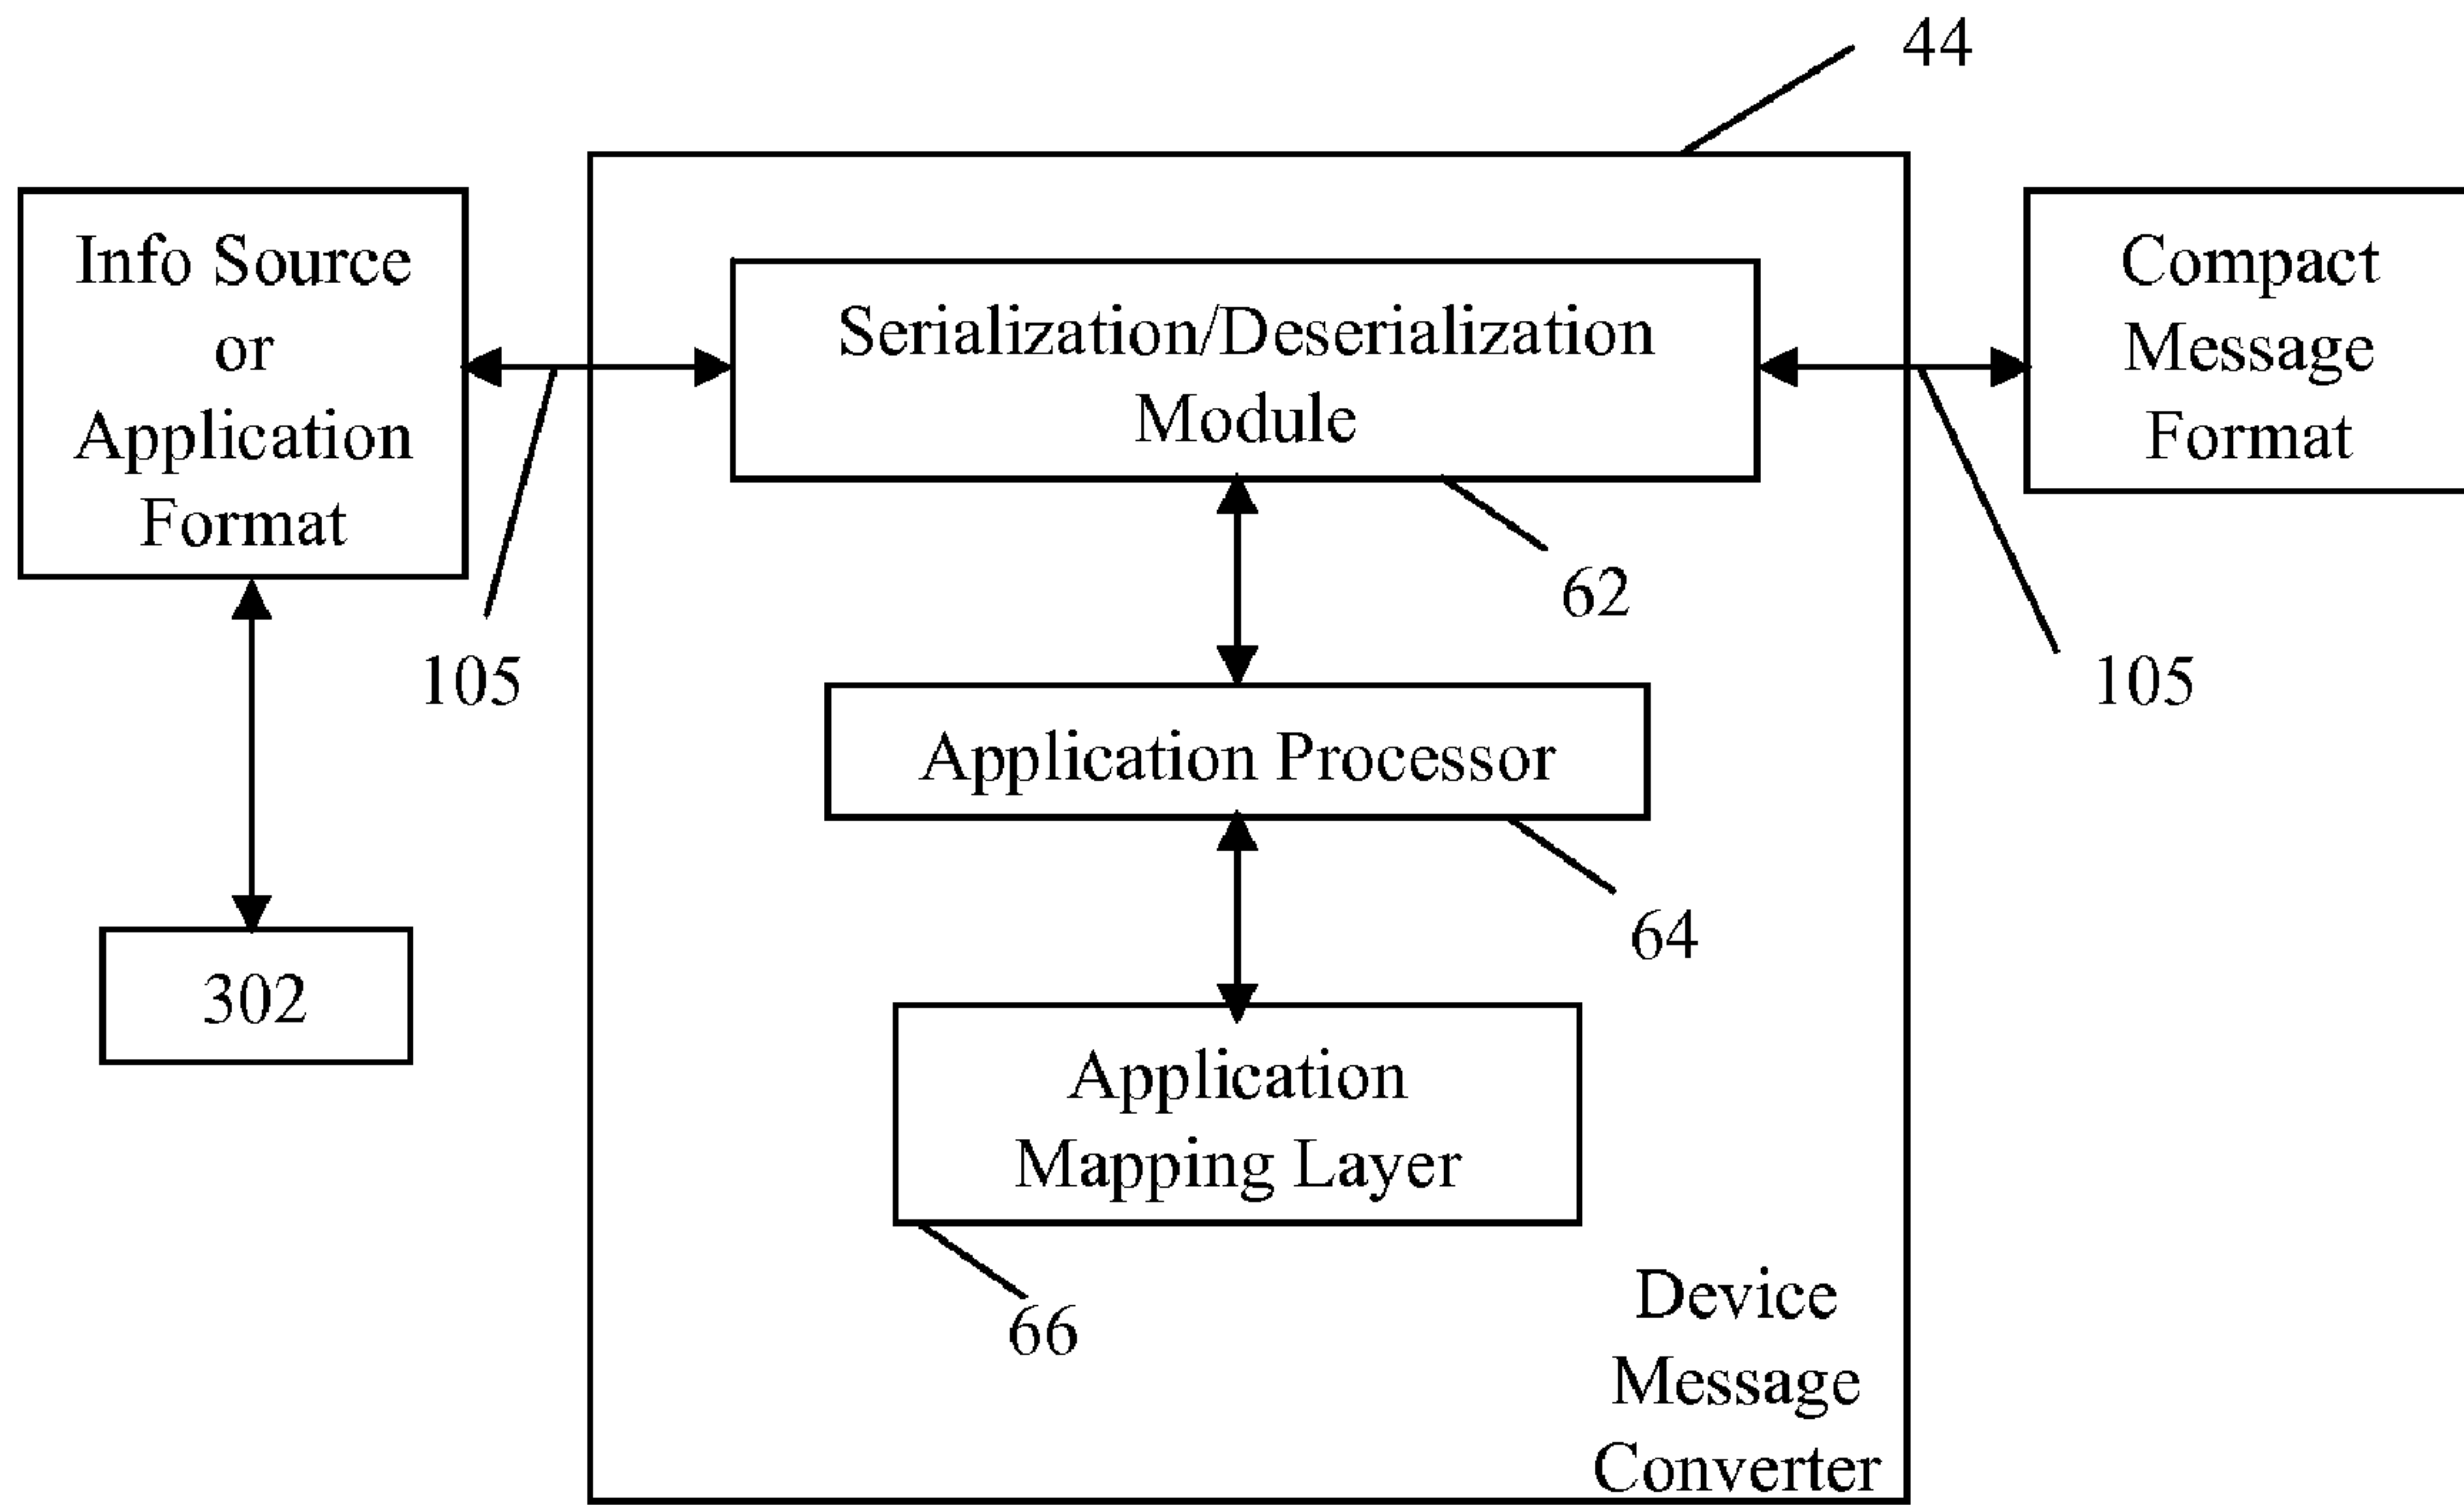 44
Info Source
or
Application
Format
Serialization/Deserialization
Module
Compact
Message
Format
62
105
105
Application Processor
64
302
Application
Mapping Layer
66
Device
Message
Converter